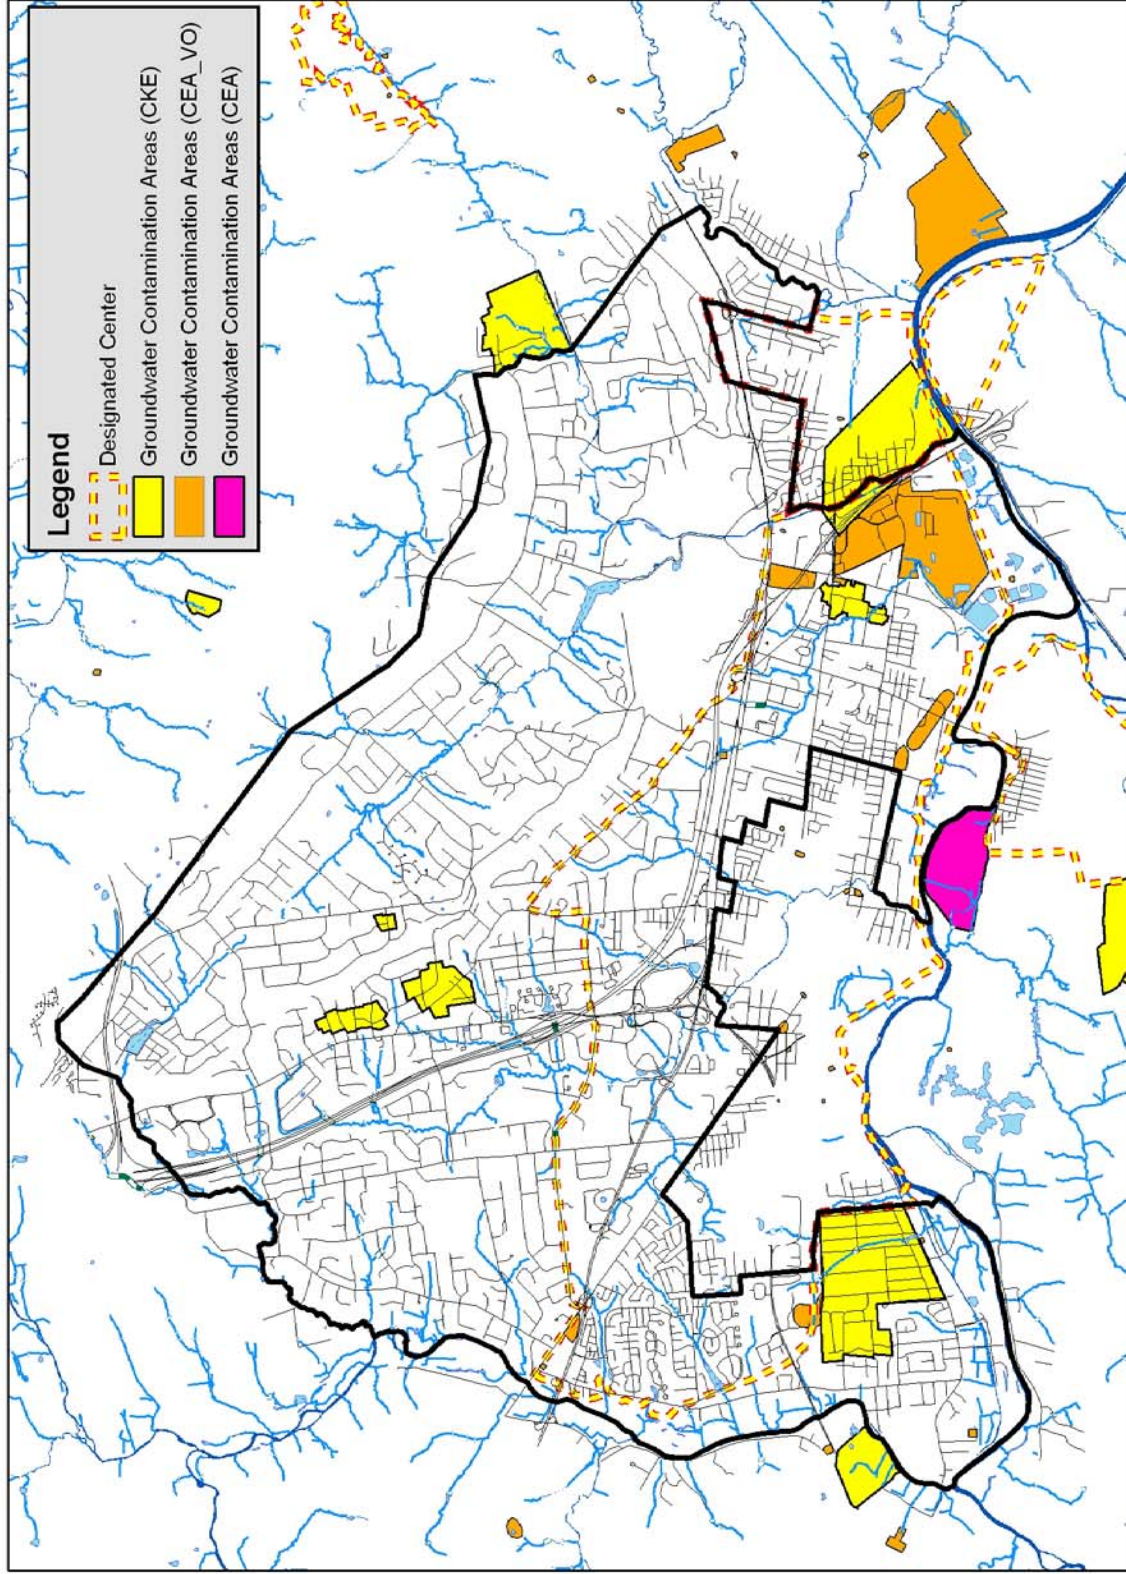 Legend
Designated Center
Groundwater Contamination Areas (CKE)
Groundwater Contamination Areas (CEA_VO)
Groundwater Contamination Areas (CEA)